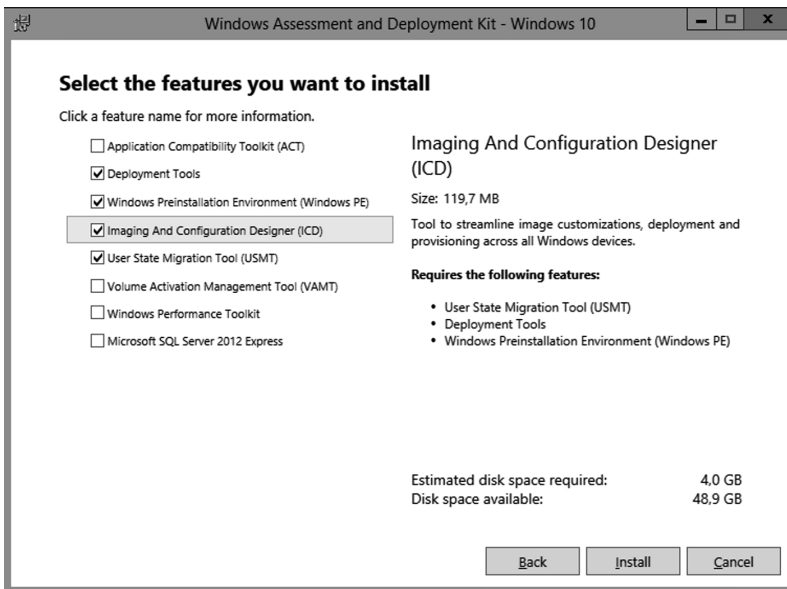 Windows Assessment and Deployment Kit - Windows 10
Select the features you want to install
Click a feature name for more information.
Application Compatibility Toolkit (ACT)
Deployment Tools
Windows Preinstallation Environment (Windows PE)
Imaging And Configuration Designer (ICD)
User State Migration Tool (USMT)
Volume Activation Management Tool (VAMT)
Windows Performance Toolkit
Microsoft SQL Server 2012 Express
Imaging And Configuration Designer
(ICD)
Size: 119,7 MB
Tool to streamline image customizations, deployment and
provisioning across all Windows devices.
Requires the following features:
• User State Migration Tool (USMT)
• Deployment Tools
• Windows Preinstallation Environment (Windows PE)
Estimated disk space required: 4,0 GB
Disk space available: 48,9 GB
Back Install Cancel